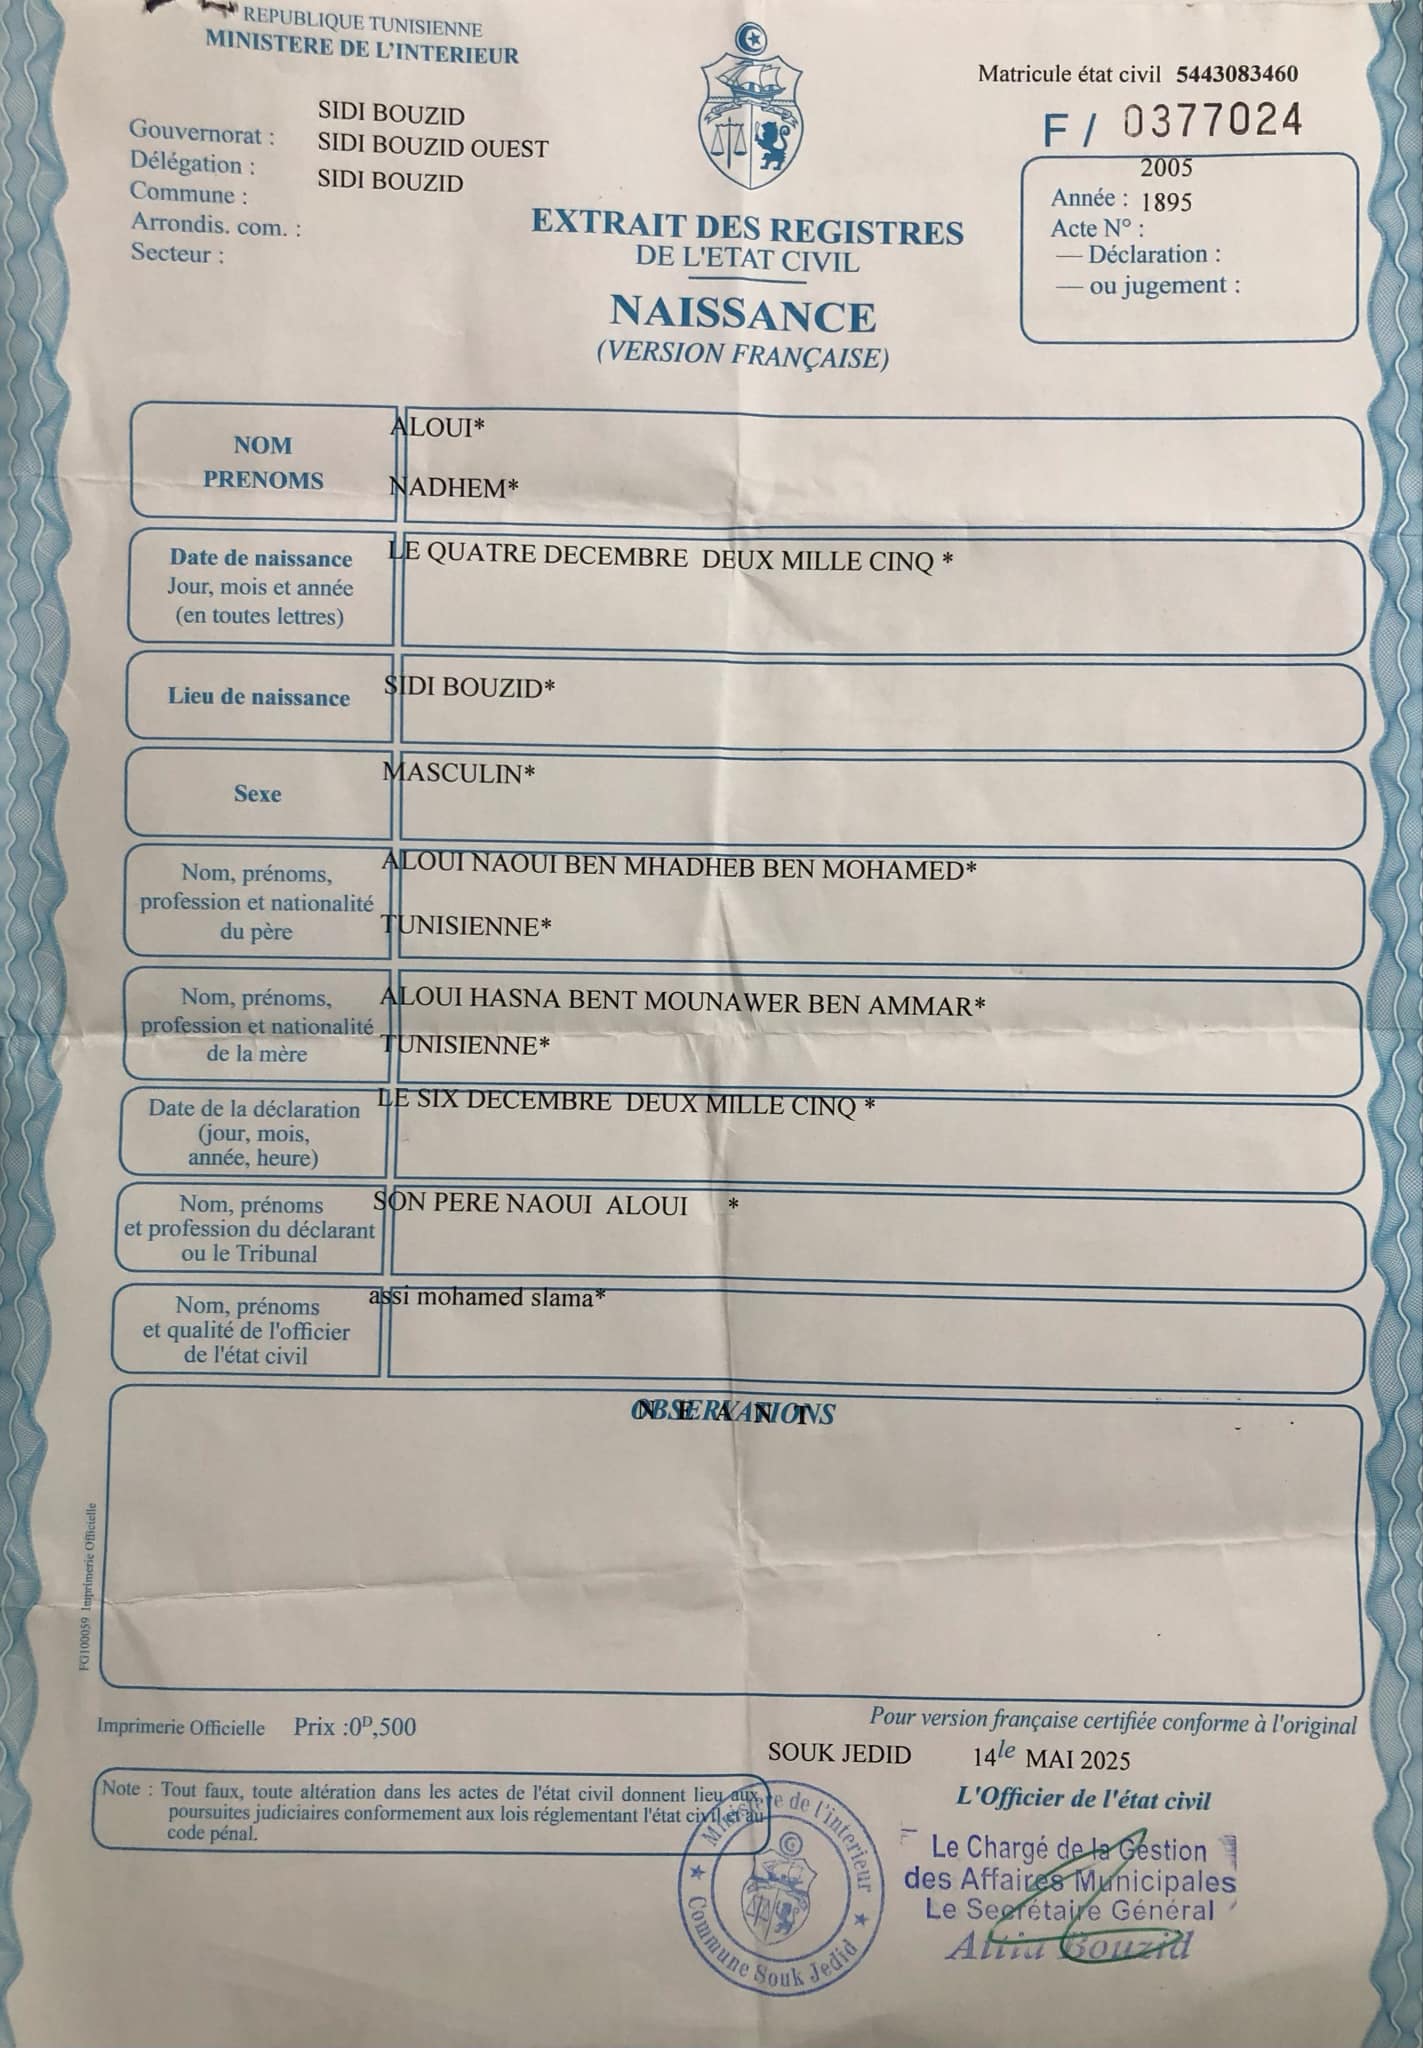 REPUBLIQUE TUNISIENNE
MINISTERE DE L'INTERIEUR
Matricule état civil 5443083460
F / 0377024
SIDI BOUZID
Gouvernorat : SIDI BOUZID OUEST
Délégation : SIDI BOUZID
Commune :
Arrondis. com. :
Secteur :
2005
Année : 1895
Acte N° :
— Déclaration :
— ou jugement :
EXTRAIT DES REGISTRES
DE L'ETAT CIVIL
NAISSANCE
(VERSION FRANÇAISE)
NOM ALOUI*
PRENOMS NADHEM*
Date de naissance LE QUATRE DECEMBRE DEUX MILLE CINQ *
Jour, mois et année
(en toutes lettres)
Lieu de naissance SIDI BOUZID*
Sexe MASCULIN*
Nom, prénoms, ALOUI NAOUI BEN MHADHEB BEN MOHAMED*
profession et nationalité
du père TUNISIENNE*
Nom, prénoms, ALOUI HASNA BENT MOUNAWER BEN AMMAR*
profession et nationalité
de la mère TUNISIENNE*
Date de la déclaration LE SIX DECEMBRE DEUX MILLE CINQ *
(jour, mois,
année, heure)
Nom, prénoms SON PERE NAOUI ALOUI *
et profession du déclarant
ou le Tribunal
Nom, prénoms assi mohamed slama*
et qualité de l'officier
de l'état civil
OBSERVATIONS
N E A N T
FG100059 Imprimerie Officielle
Imprimerie Officielle Prix :0ᴰ,500
Pour version française certifiée conforme à l'original
SOUK JEDID 14 le MAI 2025
Note : Tout faux, toute altération dans les actes de l'état civil donnent lieu aux
poursuites judiciaires conformement aux lois réglementant l'état civil et au
code pénal.
L'Officier de l'état civil
Le Chargé de la Gestion
des Affaires Municipales
Le Secrétaire Général
Attia Bouzid
Ministère de l'interieur
Commune Souk Jedid